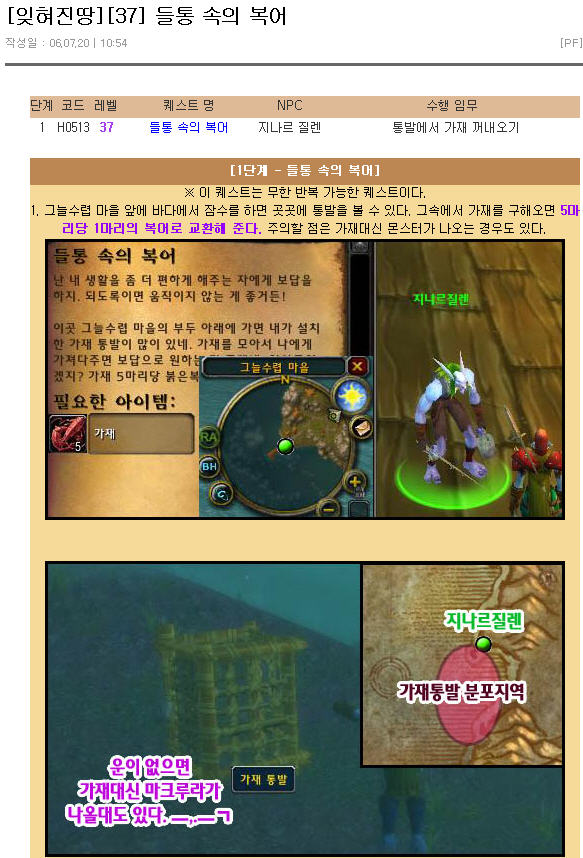 [잊혀진땅][37] 들통 속의 복어
작성일 : 06,07,20 | 10:54 [PF]
단계 코드 레벨 퀘스트 명 NPC 수행 임무
1 H0513 37 들통 속의 복어 지나르 질렌 통발에서 가재 꺼내오기
[1단계 - 들통 속의 복어]
※ 이 퀘스트는 무한 반복 가능한 퀘스트이다.
1. 그늘수렵 마을 앞에 바다에서 잠수를 하면 곳곳에 통발을 볼 수 있다. 그속에서 가재를 구해오면 5마
리당 1마리의 복어로 교환해 준다. 주의할 점은 가재대신 몬스터가 나오는 경우도 있다.
들통 속의 복어
난 내 생활을 좀 더 편하게 해주는 자에게 보답을
하지. 되도록이면 움직이지 않는 게 좋거든!
이곳 그늘수렵 마을의 부두 아래에 가면 내가 설치
한 가재 통발이 많이 있네. 가재를 모아서 나에게
가져다주면 보답으로 원하는
겠지? 가재 5마리당 붉은복
필요한 아이템:
가재
5
그늘수렵 마을
N
RA
BH
지나르질렌
지나르질렌
가재통발 분포지역
가재 통발
운이 없으면
가재대신 마크루라가
나올때도 있다. ㅡ,.ㅡㄱ